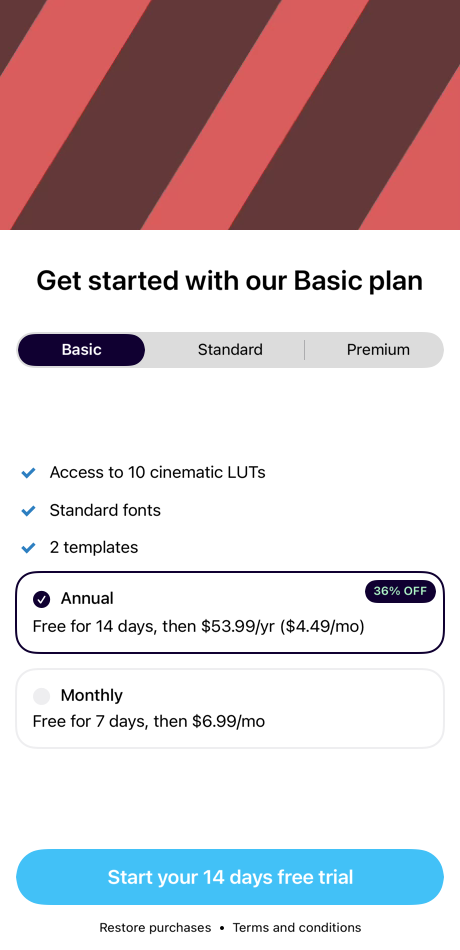 Get started with our Basic plan
Basic Standard Premium
Access to 10 cinematic LUTs
Standard fonts
2 templates
Annual 36% OFF
Free for 14 days, then $53.99/yr ($4.49/mo)
Monthly
Free for 7 days, then $6.99/mo
Start your 14 days free trial
Restore purchases • Terms and conditions